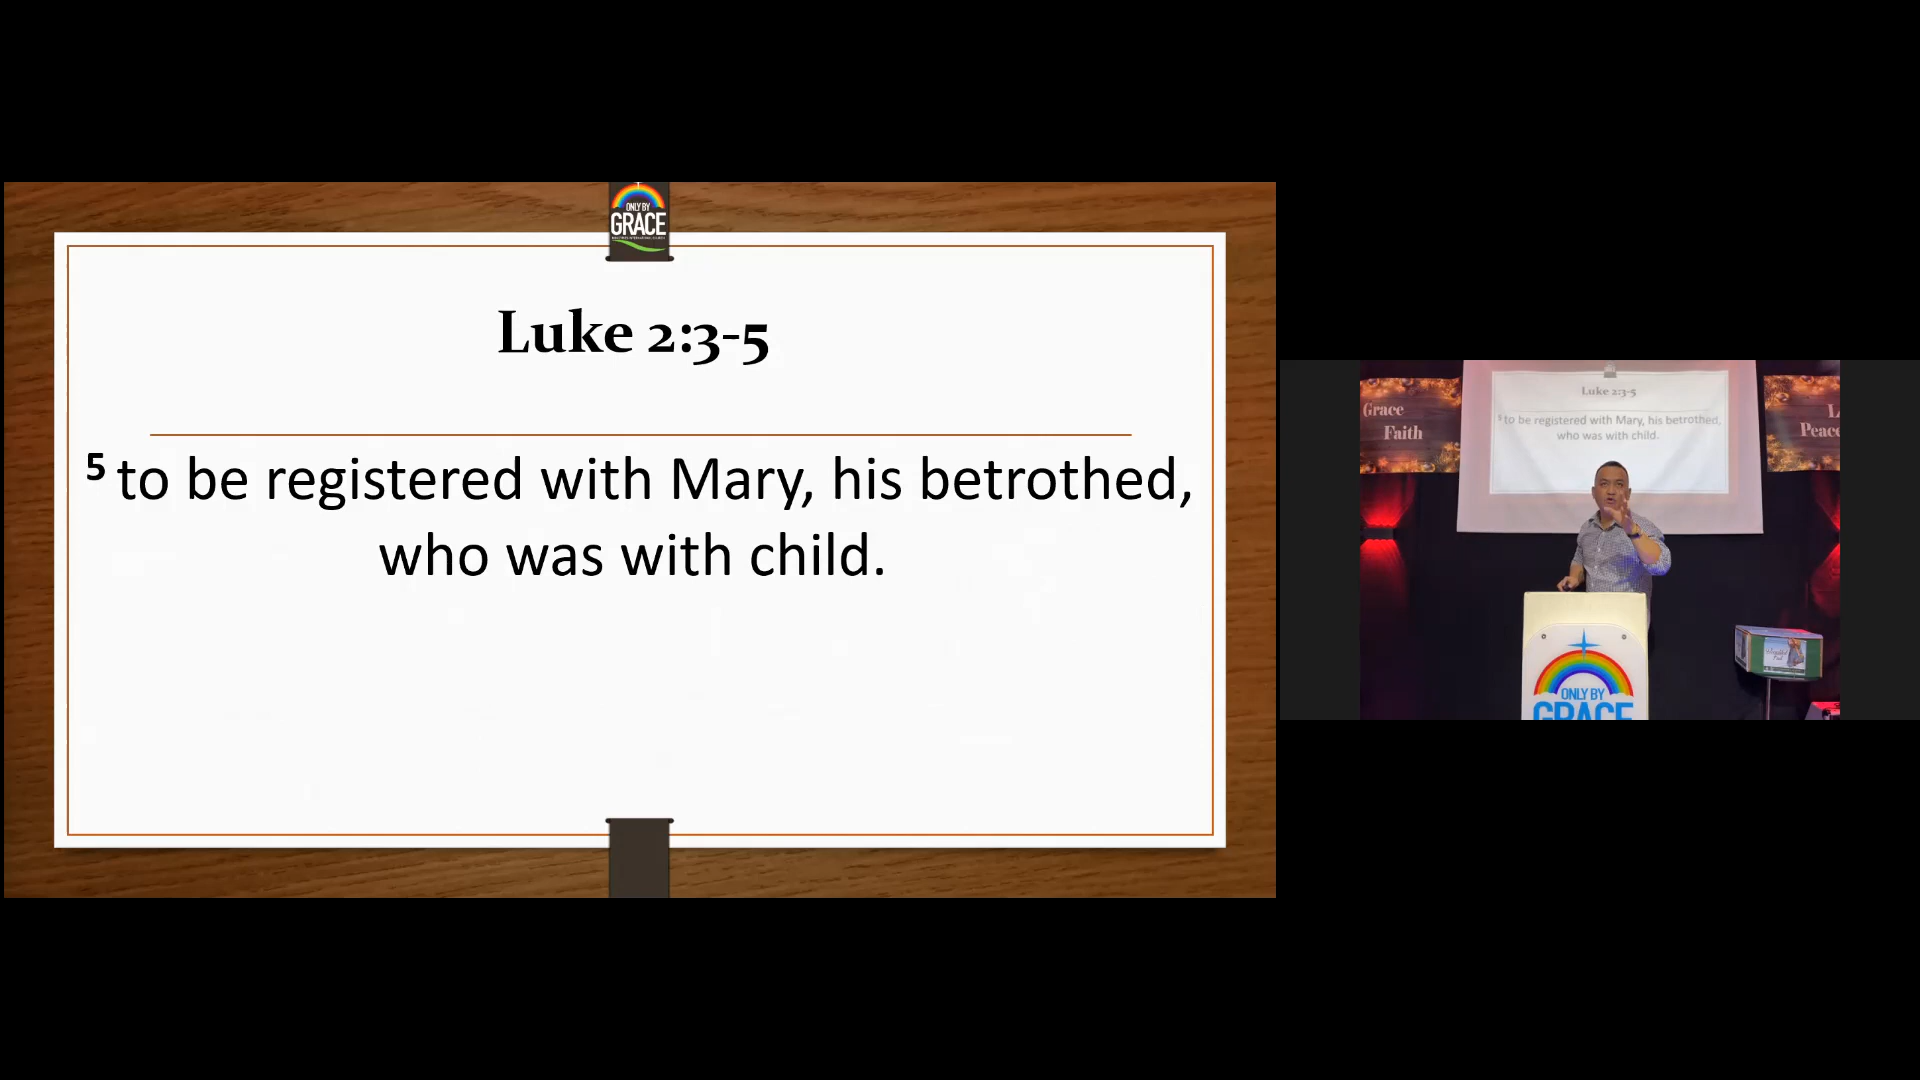 ONLY BY
GRACE
Luke 2:3-5
5 to be registered with Mary, his betrothed,
who was with child.
Grace
Faith
Luke 2:3-5
5 to be registered with Mary, his betrothed,
who was with child.
Peace
ONLY BY
GRACE